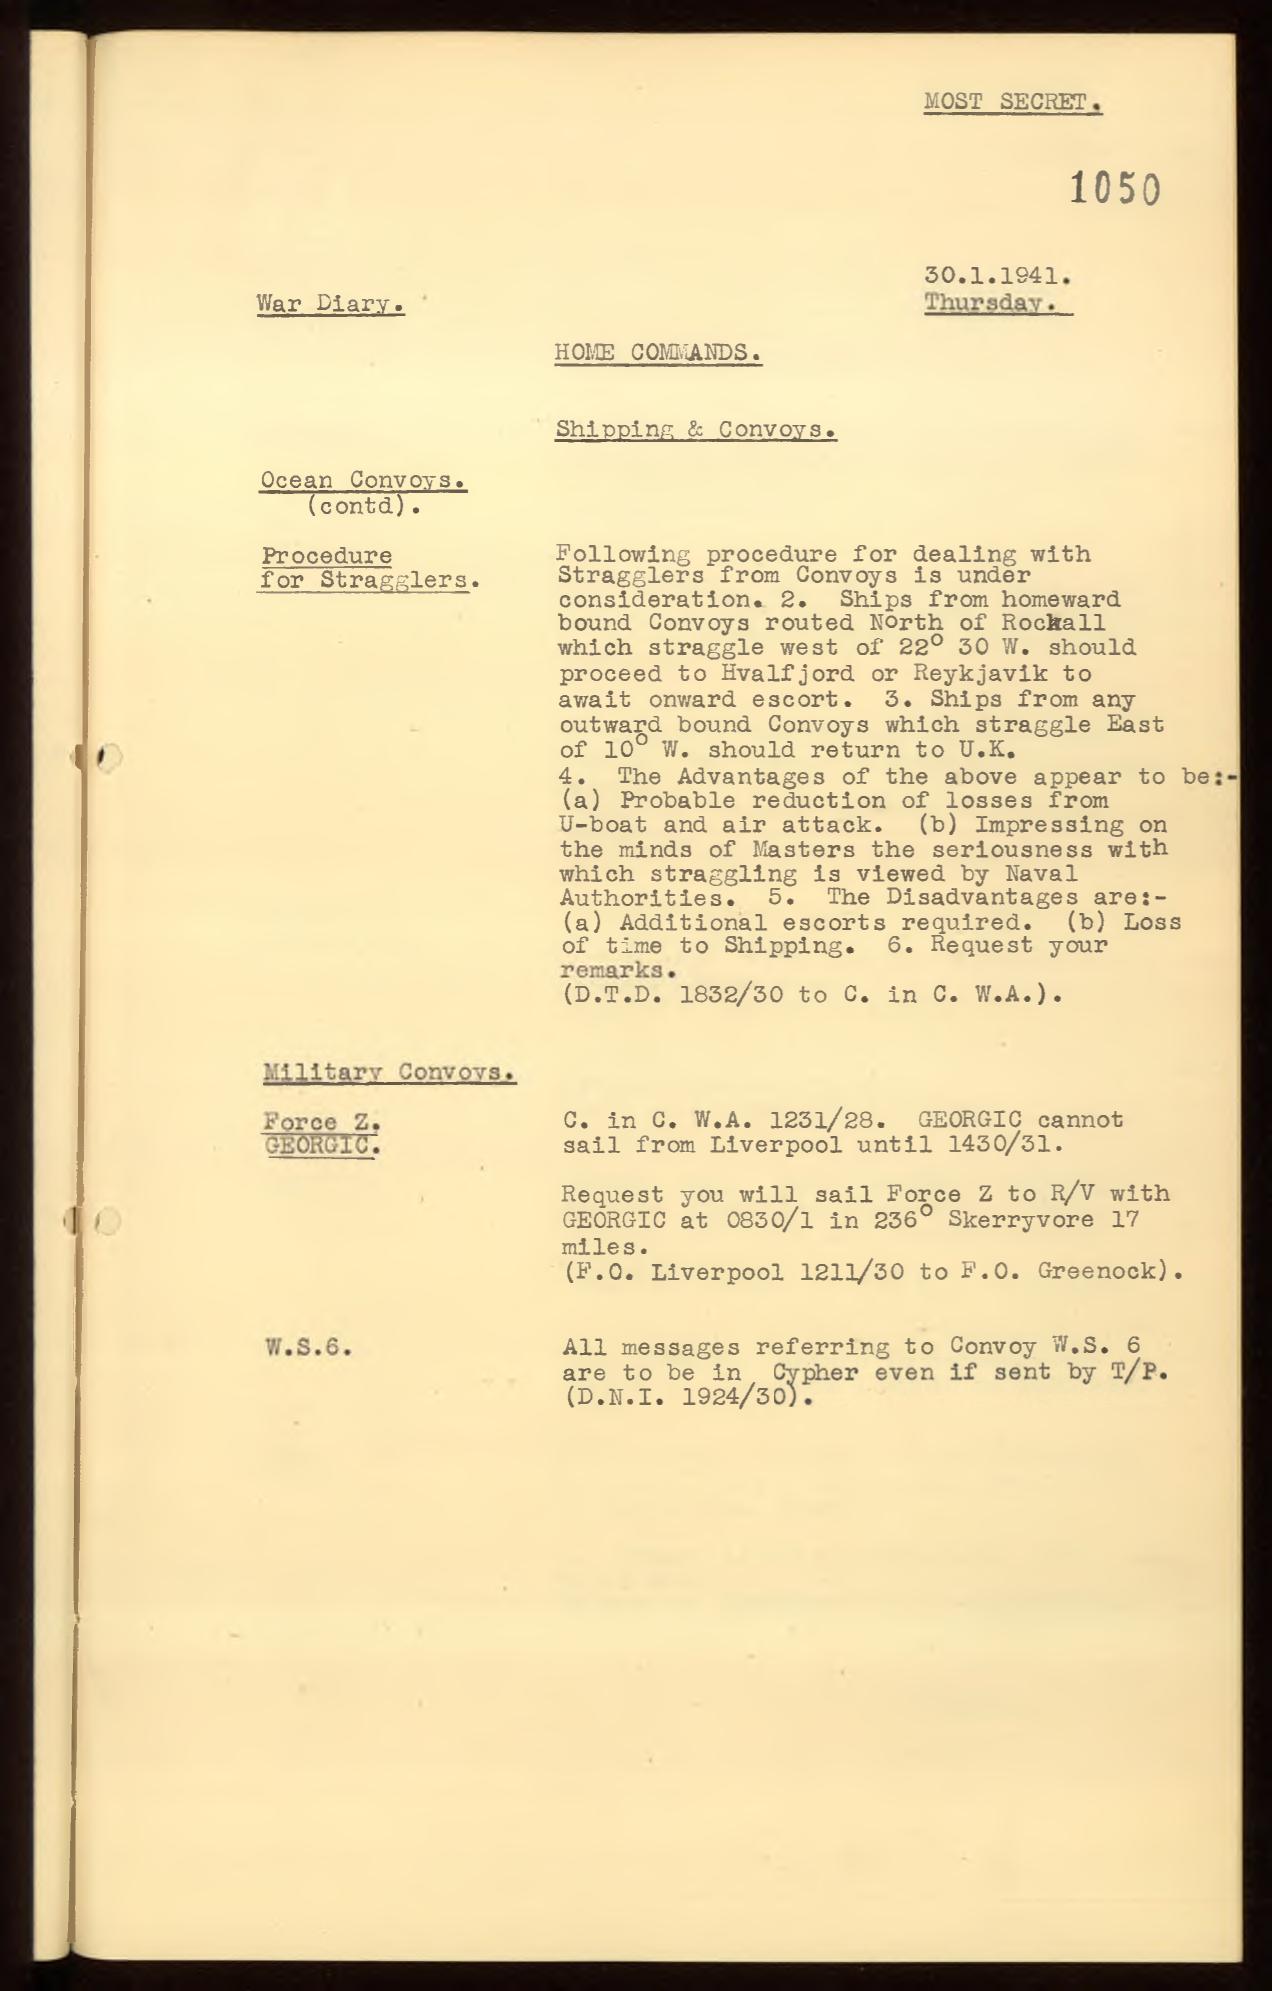 MOST SECRET.
1050
30.1.1941.
War Diary.
Thursday.
HOME COMMANDS.
Shipping & Convoys.
Ocean Convoys.
(contd).
Procedure
for Stragglers.
Following procedure for dealing with
Stragglers from Convoys is under
consideration. 2. Ships from homeward
bound Convoys routed North of Rockall
which straggle west of 22° 30 W. should
proceed to Hvalfjord or Reykjavik to
await onward escort. 3. Ships from any
outward bound Convoys which straggle East
of 10° W. should return to U.K.
4. The Advantages of the above appear to be:-
(a) Probable reduction of losses from
U-boat and air attack. (b) Impressing on
the minds of Masters the seriousness with
which straggling is viewed by Naval
Authorities. 5. The Disadvantages are:-
(a) Additional escorts required. (b) Loss
of time to Shipping. 6. Request your
remarks.
(D.T.D. 1832/30 to C. in C. W.A.).
Military Convoys.
Force Z.
GEORGIC.
C. in C. W.A. 1231/28. GEORGIC cannot
sail from Liverpool until 1430/31.
Request you will sail Force Z to R/V with
GEORGIC at 0830/1 in 236° Skerryvore 17
miles.
(F.O. Liverpool 1211/30 to F.O. Greenock).
W.S.6.
All messages referring to Convoy W.S. 6
are to be in Cypher even if sent by T/P.
(D.N.I. 1924/30).